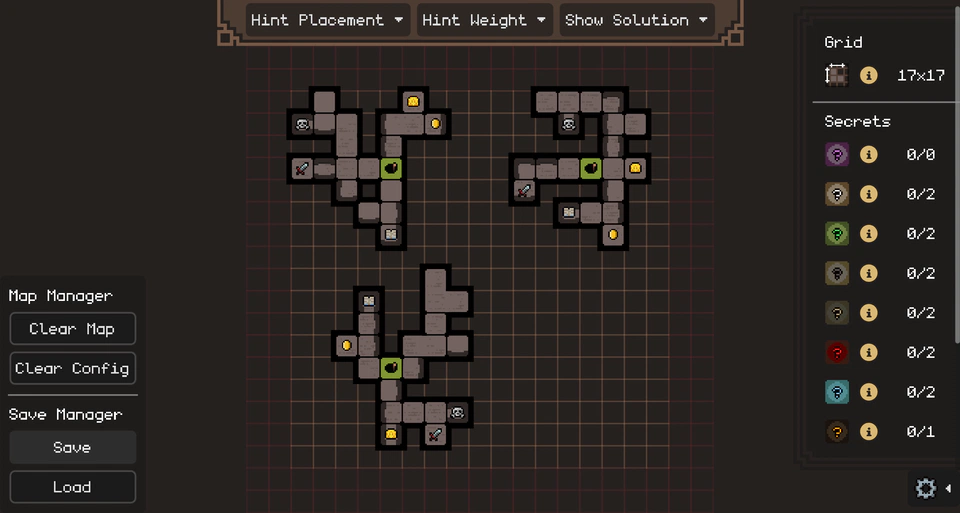 Hint Placement
Hint Weight
Show Solution
Grid
17x17
Secrets
0/0
0/2
0/2
0/2
0/2
0/2
0/2
0/1
Map Manager
Clear Map
Clear Config
Save Manager
Save
Load